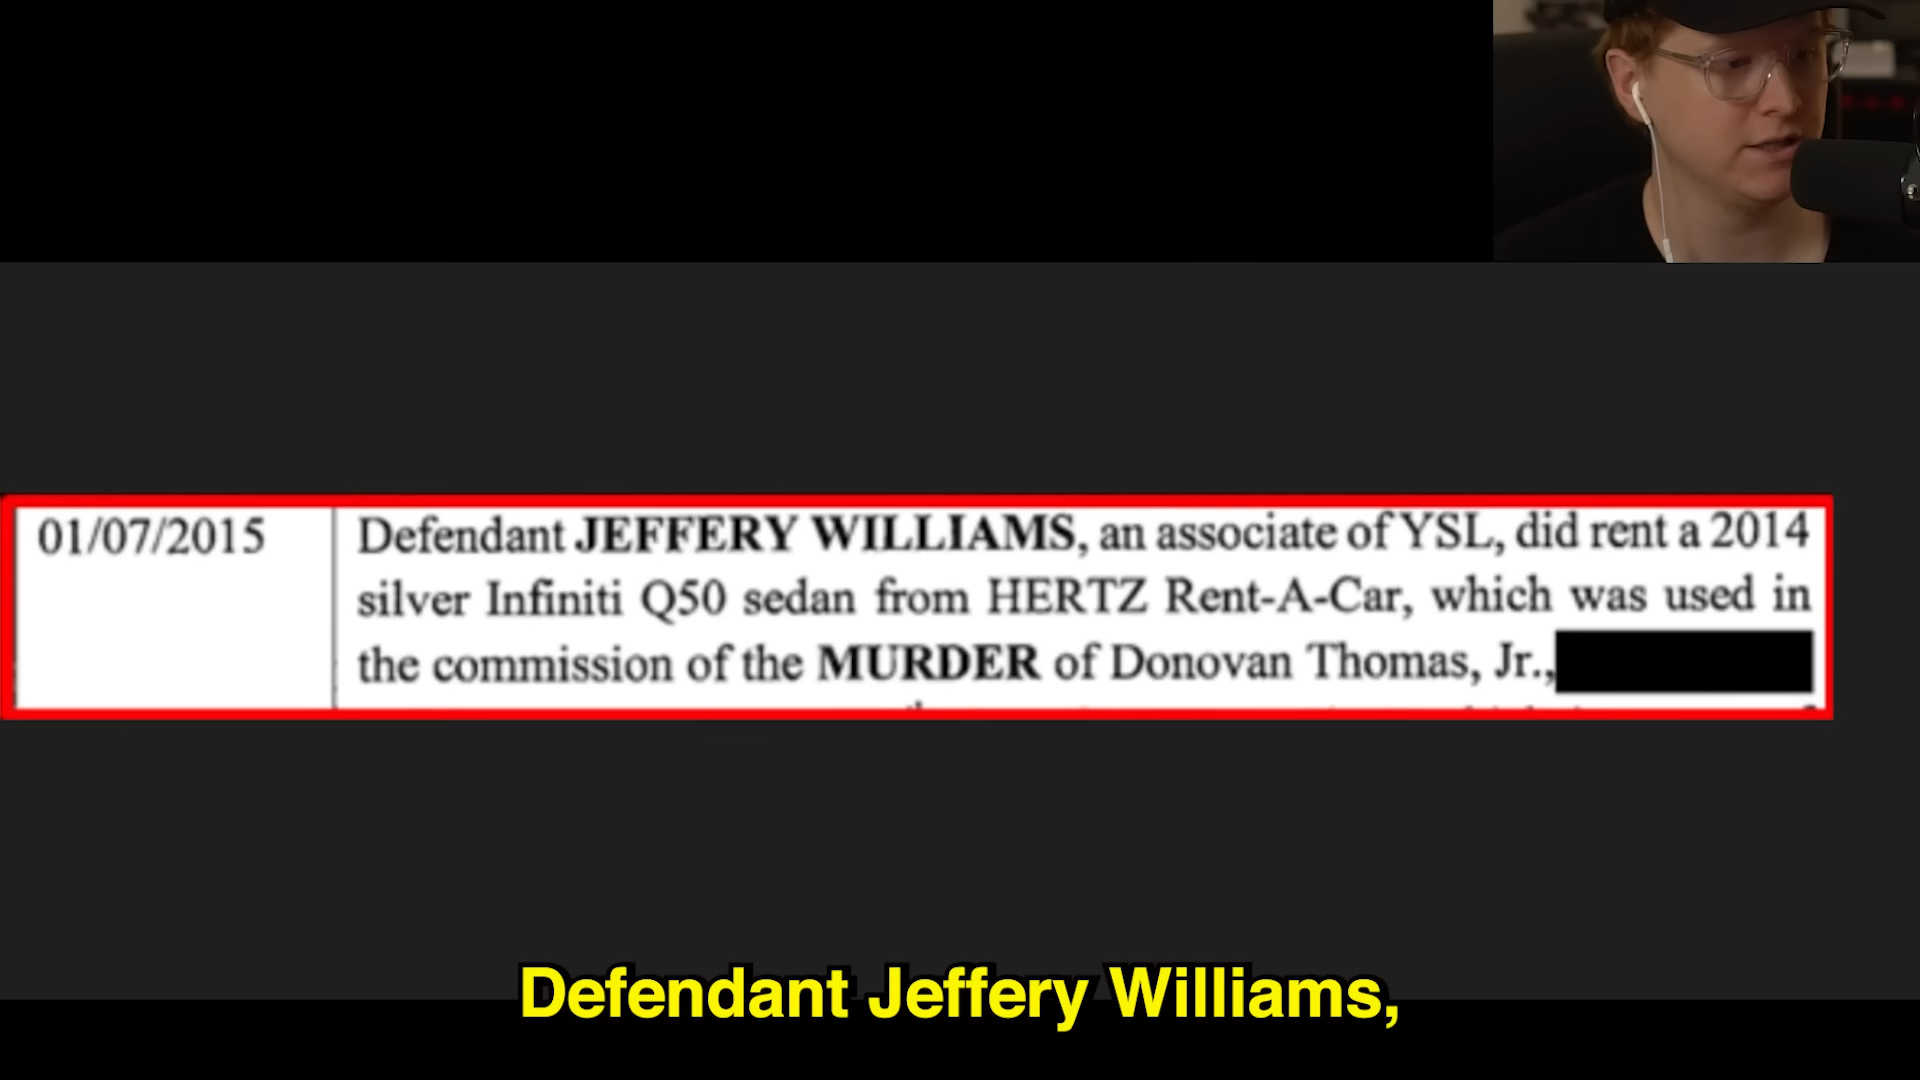 01/07/2015
Defendant JEFFERY WILLIAMS, an associate of YSL, did rent a 2014
silver Infiniti Q50 sedan from HERTZ Rent-A-Car, which was used in
the commission of the MURDER of Donovan Thomas, Jr.,
Defendant Jeffery Williams,